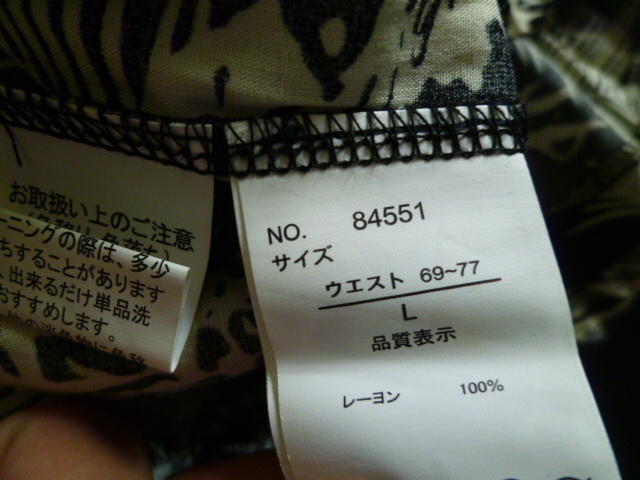 お取扱い上のご注意
ーニングの際は、多少
ちすることがあります
、出来るだけ単品洗
おすすめします。
NO. 84551
サイズ
ウエスト 69~77
L
品質表示
レーヨン 100%